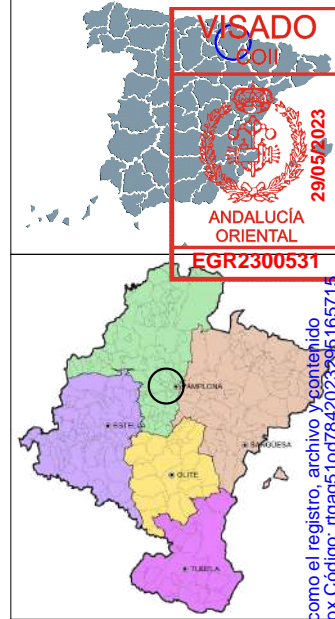 VISADO
COII
29/05/2023
ANDALUCÍA
ORIENTAL
EGR2300531
PAMPLONA
ESTELLA
SANGÜESA
OLITE
TUDELA
como el registro, archivo y contenido